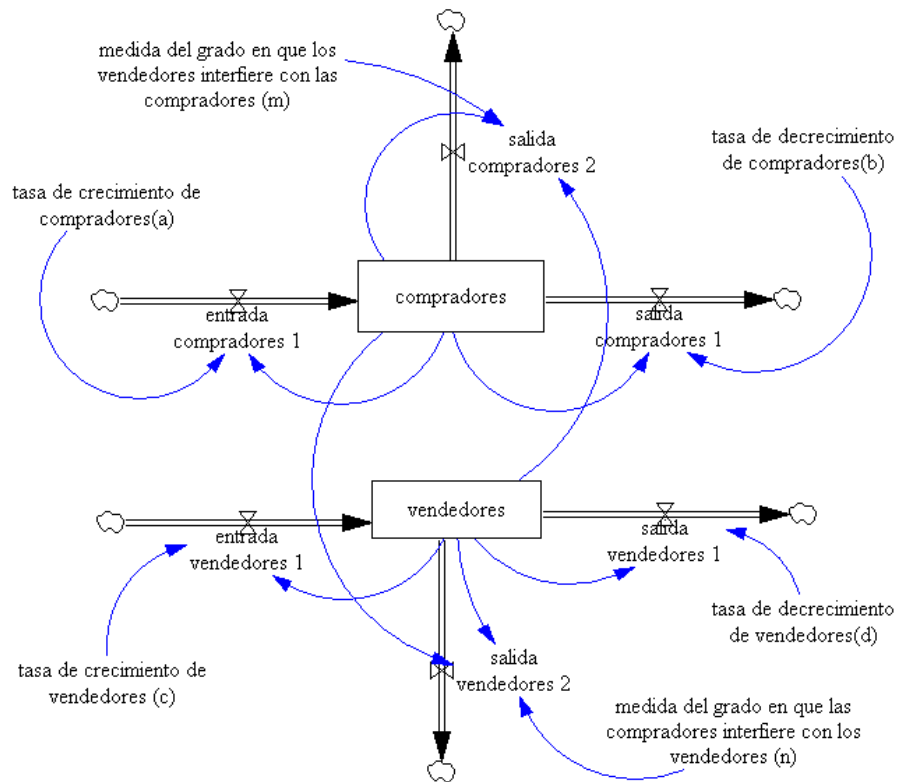 medida del grado en que los
vendedores interfiere con las
compradores (m)
salida
compradores 2
tasa de decrecimiento
de compradores(b)
tasa de crecimiento de
compradores(a)
compradores
entrada
compradores 1
salida
compradores 1
vendedores
entrada
vendedores 1
salida
vendedores 1
tasa de decrecimiento
de vendedores(d)
tasa de crecimiento de
vendedores (c)
salida
vendedores 2
medida del grado en que las
compradores interfiere con los
vendedores (n)